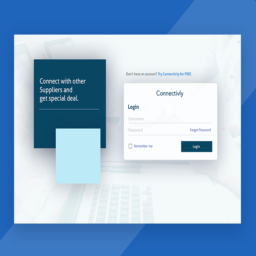 Connect with other
Suppliers and
get special deal.
Don't have an account? Try Connectivly for FREE
Connectivly
Login
Username
Password
Forgot Password
Remember me
Login